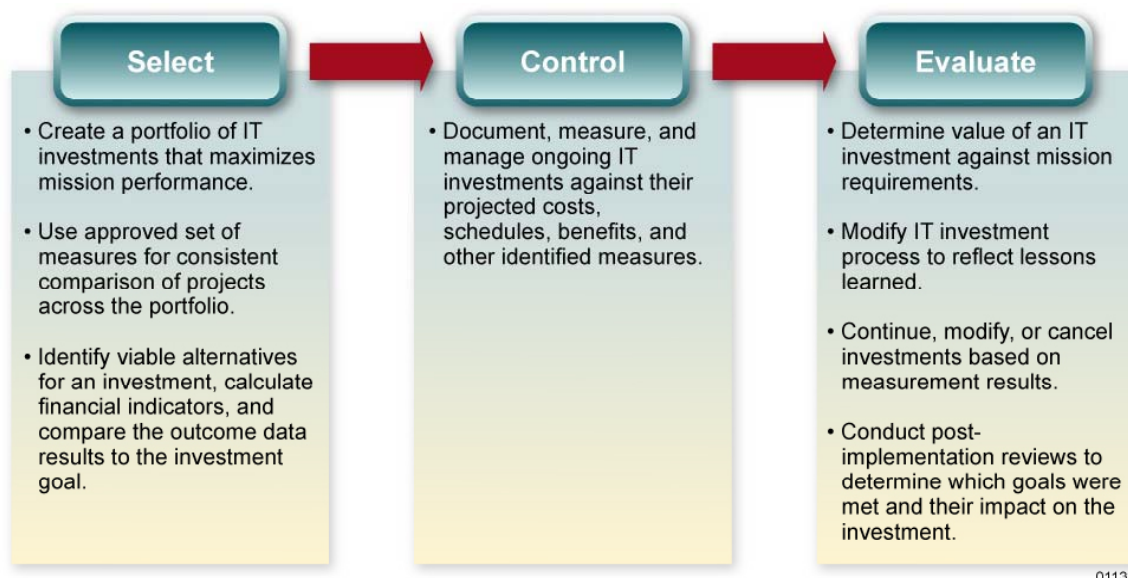 Select
• Create a portfolio of IT
investments that maximizes
mission performance.
• Use approved set of
measures for consistent
comparison of projects
across the portfolio.
• Identify viable alternatives
for an investment, calculate
financial indicators, and
compare the outcome data
results to the investment
goal.
Control
• Document, measure, and
manage ongoing IT
investments against their
projected costs,
schedules, benefits, and
other identified measures.
Evaluate
• Determine value of an IT
investment against mission
requirements.
• Modify IT investment
process to reflect lessons
learned.
• Continue, modify, or cancel
investments based on
measurement results.
• Conduct post-
implementation reviews to
determine which goals were
met and their impact on the
investment.
0113